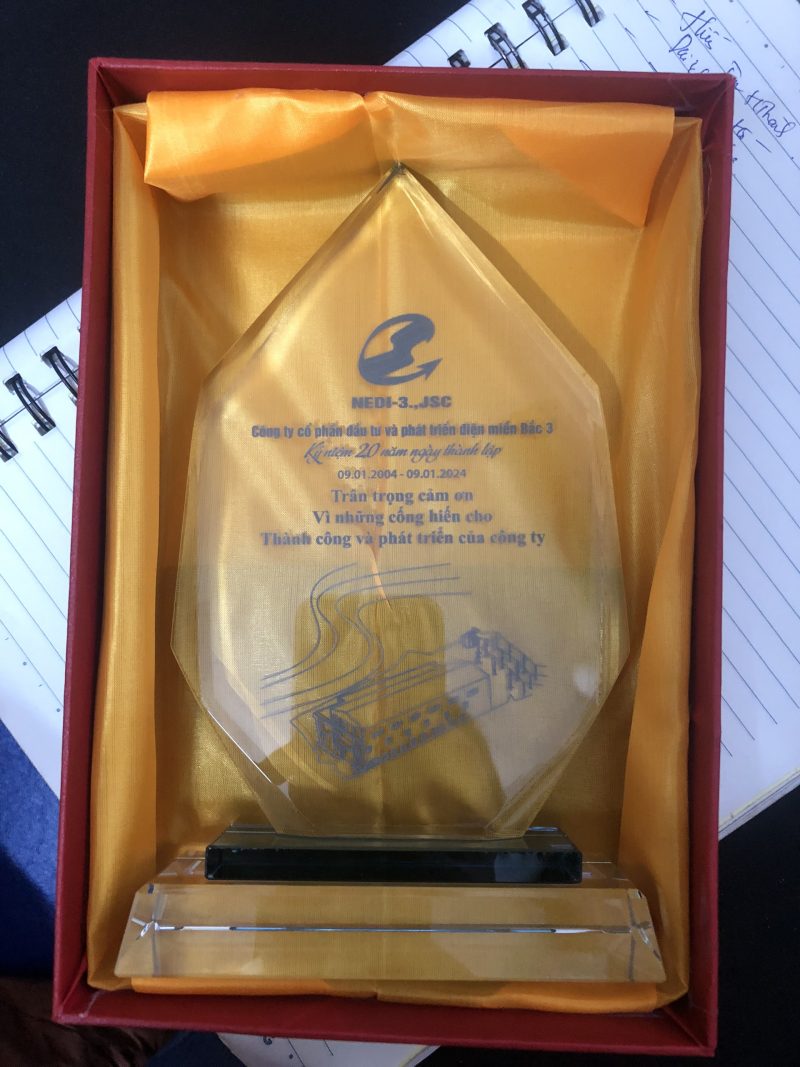 NEDI-3.,JSC
Công ty cổ phần đầu tư và phát triển điện miền Bắc 3
Kỷ niệm 20 năm ngày thành lập
09.01.2004 - 09.01.2024
Trân trọng cảm ơn
Vì những cống hiến cho
Thành công và phát triển của công ty